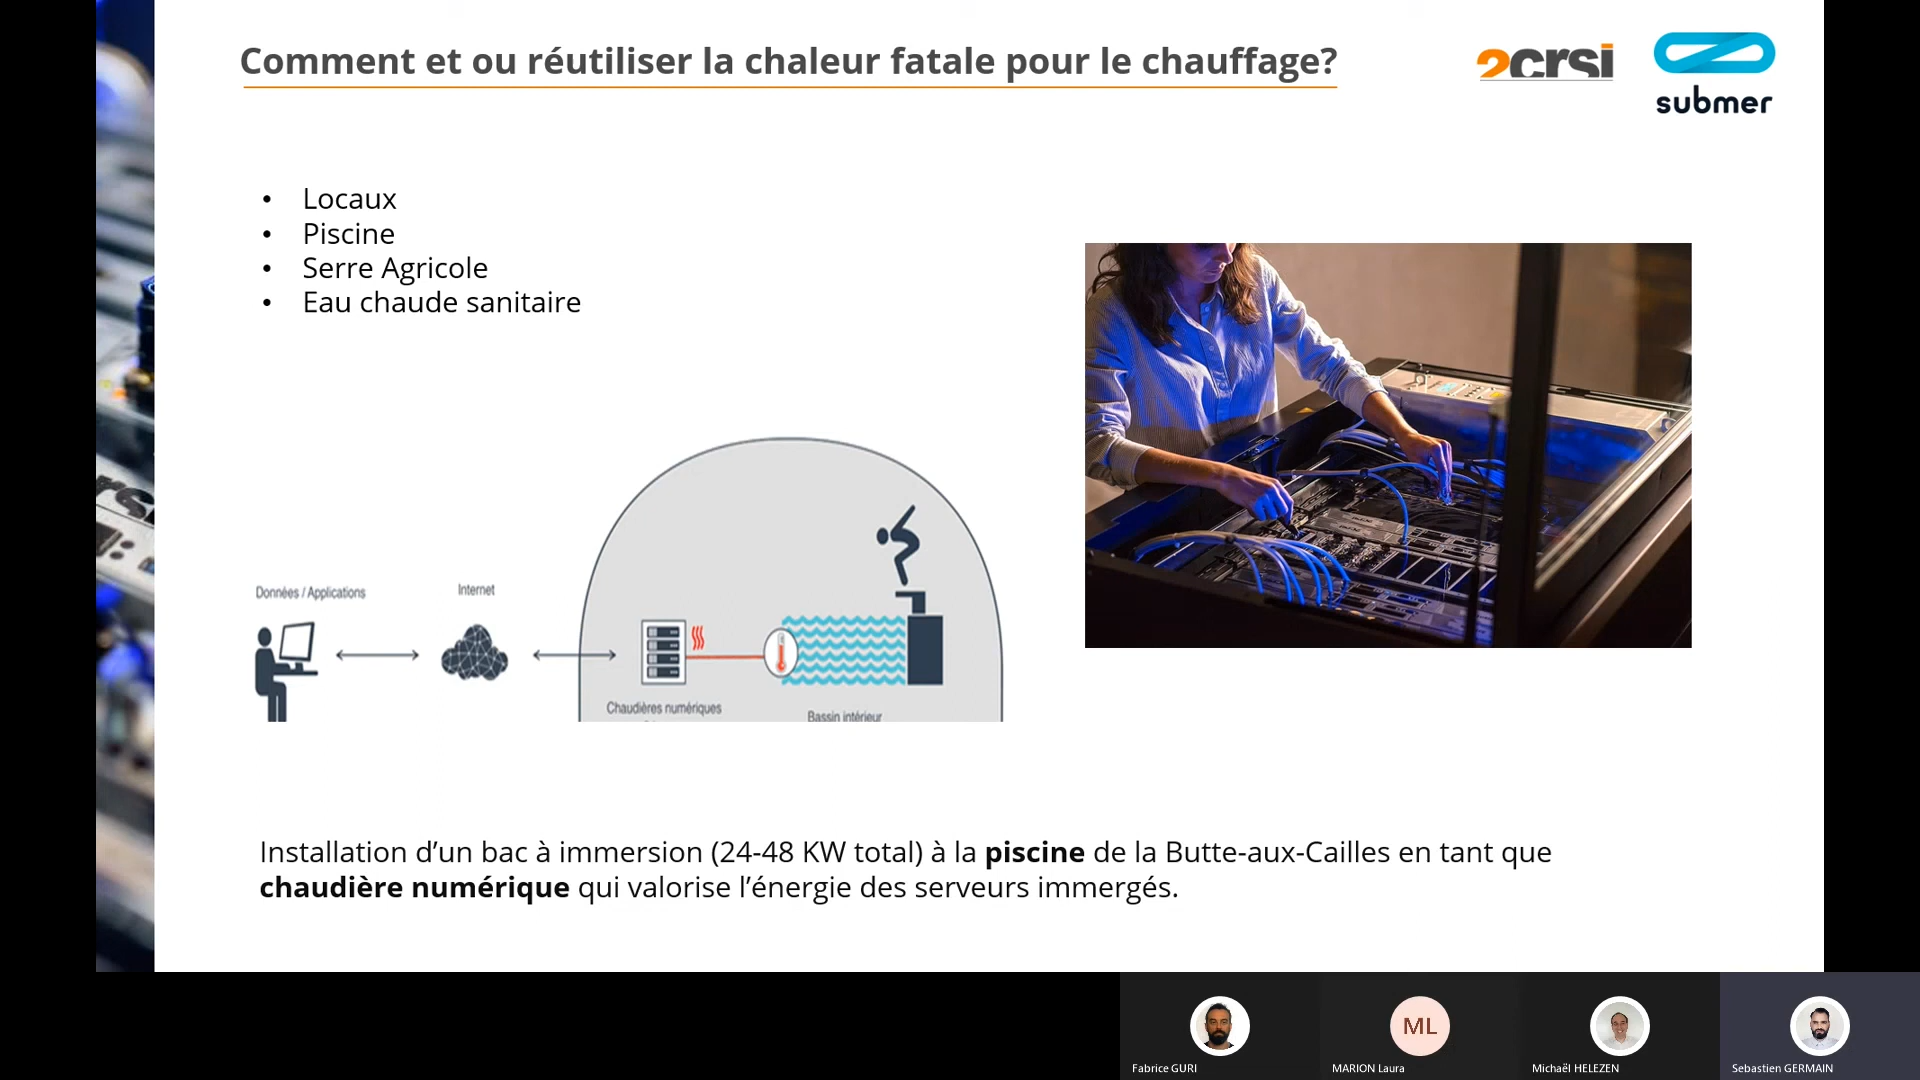 Comment et ou réutiliser la chaleur fatale pour le chauffage?
2crsi
submer
• Locaux
• Piscine
• Serre Agricole
• Eau chaude sanitaire
Données / Applications
Internet
Chaudières numériques
Bassin intérieur
Installation d’un bac à immersion (24-48 KW total) à la piscine de la Butte-aux-Cailles en tant que
chaudière numérique qui valorise l’énergie des serveurs immergés.
ML
Fabrice GURI
MARION Laura
Michaël HELEZEN
Sebastien GERMAIN